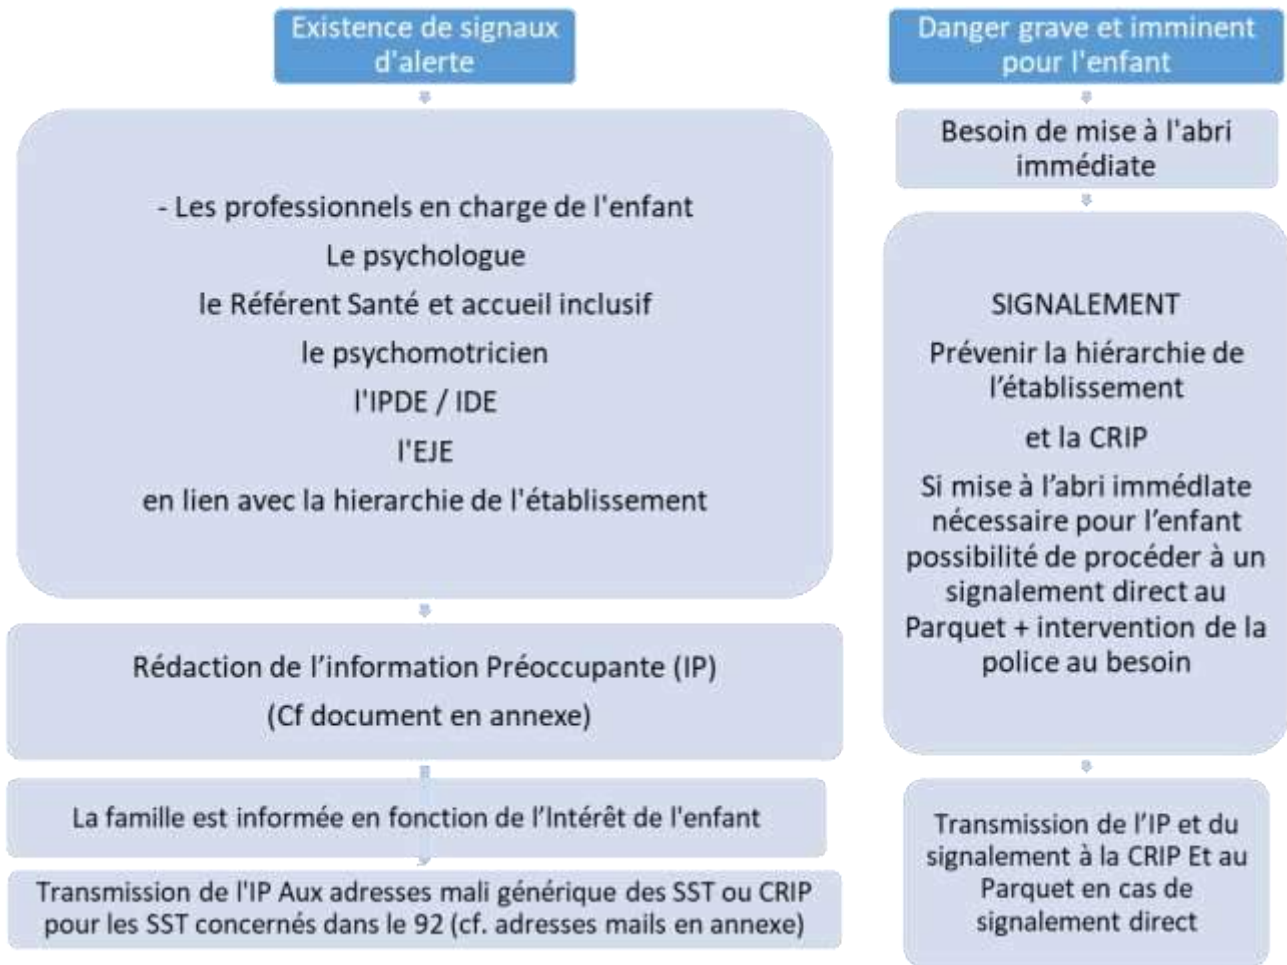 Existence de signaux
d'alerte
- Les professionnels en charge de l'enfant
Le psychologue
le Référent Santé et accueil inclusif
le psychomotricien
l'IPDE / IDE
l'EJE
en lien avec la hierarchie de l'établissement
Rédaction de l’information Préoccupante (IP)
(Cf document en annexe)
La famille est informée en fonction de l’Intérêt de l'enfant
Transmission de l'IP Aux adresses mali générique des SST ou CRIP
pour les SST concernés dans le 92 (cf. adresses mails en annexe)
Danger grave et imminent
pour l'enfant
Besoin de mise à l'abri
immédiate
SIGNALEMENT
Prévenir la hiérarchie de
l’établissement
et la CRIP
Si mise à l’abri immédlate
nécessaire pour l’enfant
possibilité de procéder à un
signalement direct au
Parquet + intervention de la
police au besoin
Transmission de l’IP et du
signalement à la CRIP Et au
Parquet en cas de
signalement direct